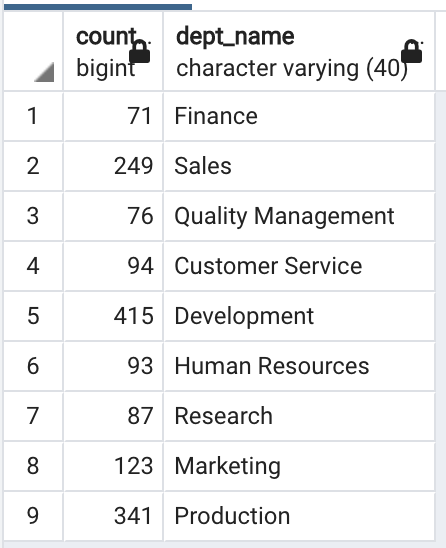 count dept_name
bigint character varying (40)
1 71 Finance
2 249 Sales
3 76 Quality Management
4 94 Customer Service
5 415 Development
6 93 Human Resources
7 87 Research
8 123 Marketing
9 341 Production